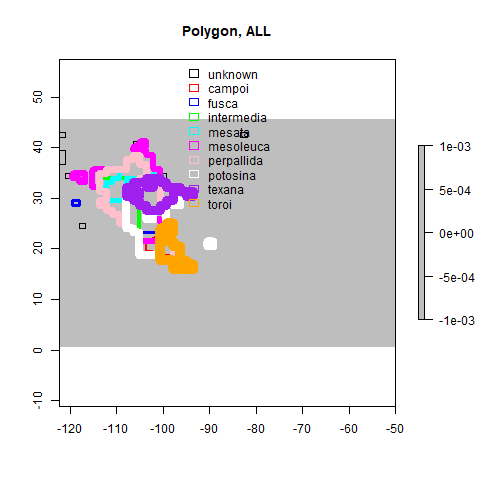 Polygon, ALL
unknown
campoi
fusca
intermedia
mesaia
mesoleuca
perpallida
potosina
texana
toroi
50
40
30
20
10
0
-10
-120
-110
-100
-90
-80
-70
-60
-50
1e-03
5e-04
0e+00
-5e-04
-1e-03